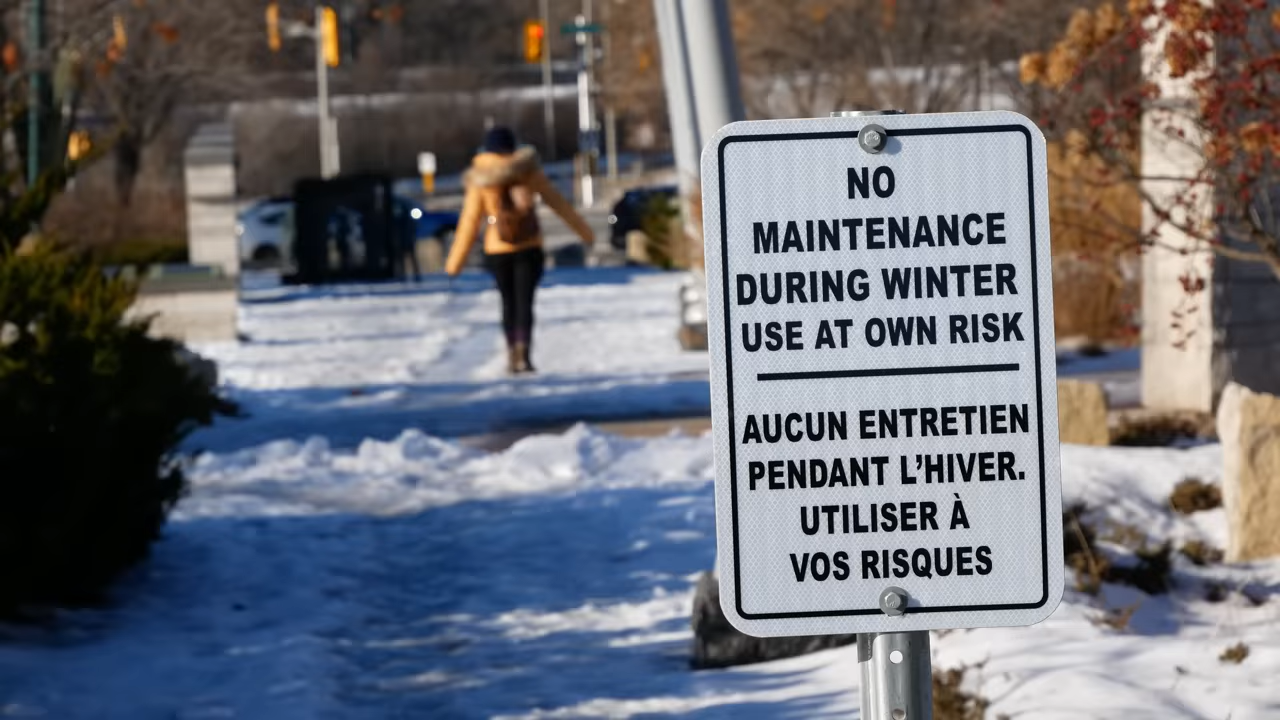 NO
MAINTENANCE
DURING WINTER
USE AT OWN RISK
AUCUN ENTRETIEN
PENDANT L'HIVER.
UTILISER À
VOS RISQUES